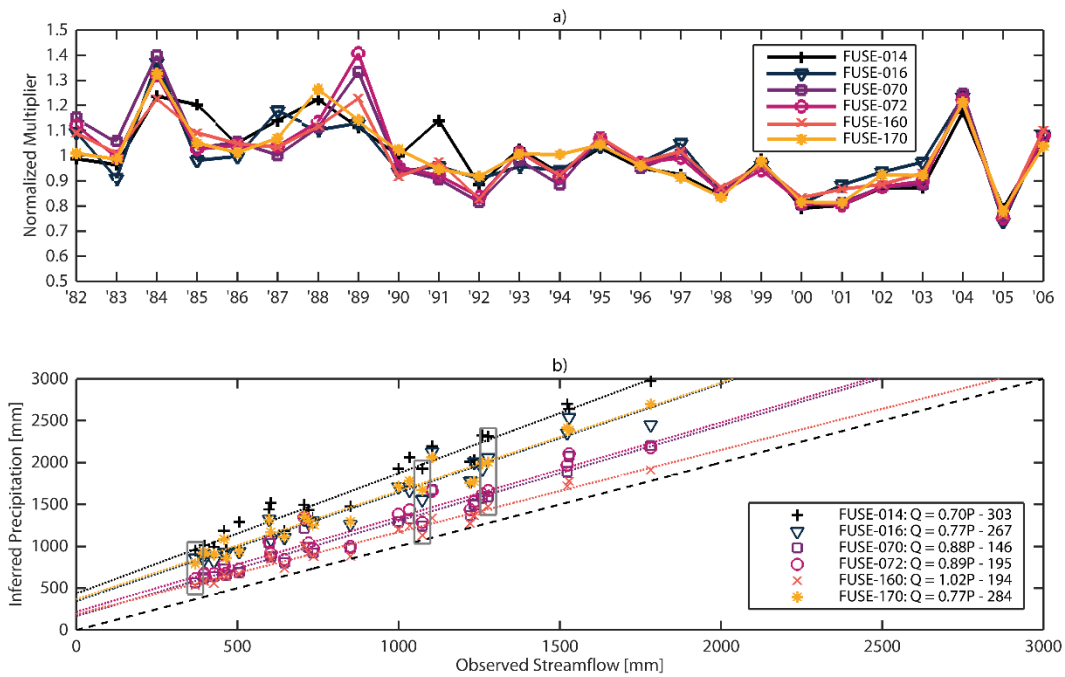 a)
Normalized Multiplier
1.5
1.4
1.3
1.2
1.1
1.0
0.9
0.8
0.7
0.6
0.5
FUSE-014
FUSE-016
FUSE-070
FUSE-072
FUSE-160
FUSE-170
'82 '83 '84 '85 '86 '87 '88 '89 '90 '91 '92 '93 '94 '95 '96 '97 '98 '99 '00 '01 '02 '03 '04 '05 '06
b)
Inferred Precipitation [mm]
3000
2500
2000
1500
1000
500
0
FUSE-014: Q = 0.70P - 303
FUSE-016: Q = 0.77P - 267
FUSE-070: Q = 0.88P - 146
FUSE-072: Q = 0.89P - 195
FUSE-160: Q = 1.02P - 194
FUSE-170: Q = 0.77P - 284
0 500 1000 1500 2000 2500 3000
Observed Streamflow [mm]